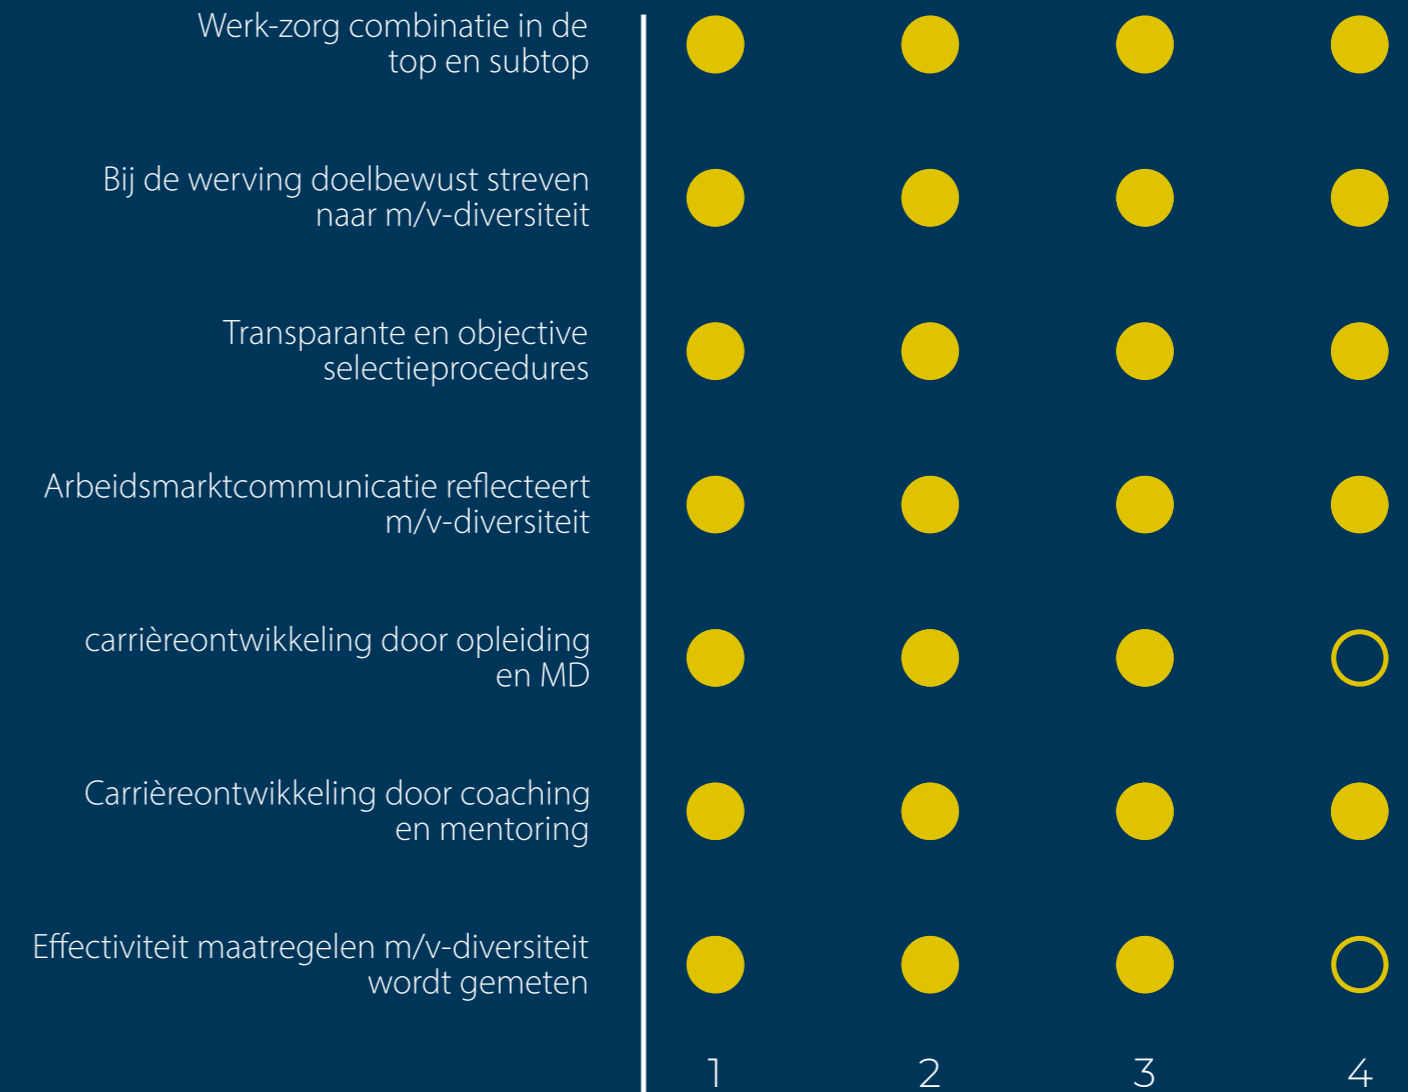 Werk-zorg combinatie in de
top en subtop
Bij de werving doelbewust streven
naar m/v-diversiteit
Transparante en objective
selectieprocedures
Arbeidsmarktcommunicatie reflecteert
m/v-diversiteit
carrièreontwikkeling door opleiding
en MD
Carrièreontwikkeling door coaching
en mentoring
Effectiviteit maatregelen m/v-diversiteit
wordt gemeten
1 2 3 4